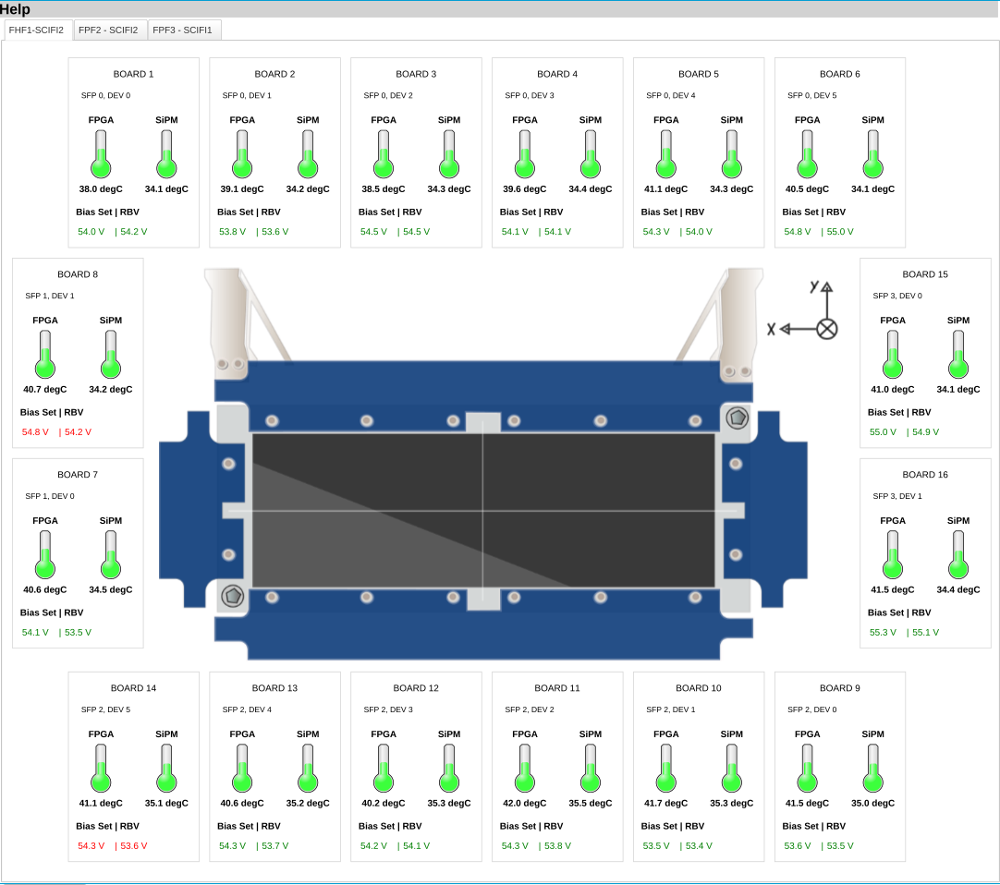 Help
FHF1-SCIFI2 FPF2 - SCIFI2 FPF3 - SCIFI1
BOARD 1
SFP 0, DEV 0
FPGA SiPM
38.0 degC 34.1 degC
Bias Set | RBV
54.0 V | 54.2 V
BOARD 2
SFP 0, DEV 1
FPGA SiPM
39.1 degC 34.2 degC
Bias Set | RBV
53.8 V | 53.6 V
BOARD 3
SFP 0, DEV 2
FPGA SiPM
38.5 degC 34.3 degC
Bias Set | RBV
54.5 V | 54.5 V
BOARD 4
SFP 0, DEV 3
FPGA SiPM
39.6 degC 34.4 degC
Bias Set | RBV
54.1 V | 54.1 V
BOARD 5
SFP 0, DEV 4
FPGA SiPM
41.1 degC 34.3 degC
Bias Set | RBV
54.3 V | 54.0 V
BOARD 6
SFP 0, DEV 5
FPGA SiPM
40.5 degC 34.1 degC
Bias Set | RBV
54.8 V | 55.0 V
BOARD 8
SFP 1, DEV 1
FPGA SiPM
40.7 degC 34.2 degC
Bias Set | RBV
54.8 V | 54.2 V
Y
X
BOARD 15
SFP 3, DEV 0
FPGA SiPM
41.0 degC 34.1 degC
Bias Set | RBV
55.0 V | 54.9 V
BOARD 7
SFP 1, DEV 0
FPGA SiPM
40.6 degC 34.5 degC
Bias Set | RBV
54.1 V | 53.5 V
BOARD 16
SFP 3, DEV 1
FPGA SiPM
41.5 degC 34.4 degC
Bias Set | RBV
55.3 V | 55.1 V
BOARD 14
SFP 2, DEV 5
FPGA SiPM
41.1 degC 35.1 degC
Bias Set | RBV
54.3 V | 53.6 V
BOARD 13
SFP 2, DEV 4
FPGA SiPM
40.6 degC 35.2 degC
Bias Set | RBV
54.3 V | 53.7 V
BOARD 12
SFP 2, DEV 3
FPGA SiPM
40.2 degC 35.3 degC
Bias Set | RBV
54.2 V | 54.1 V
BOARD 11
SFP 2, DEV 2
FPGA SiPM
42.0 degC 35.5 degC
Bias Set | RBV
54.3 V | 53.8 V
BOARD 10
SFP 2, DEV 1
FPGA SiPM
41.7 degC 35.3 degC
Bias Set | RBV
53.5 V | 53.4 V
BOARD 9
SFP 2, DEV 0
FPGA SiPM
41.5 degC 35.0 degC
Bias Set | RBV
53.6 V | 53.5 V